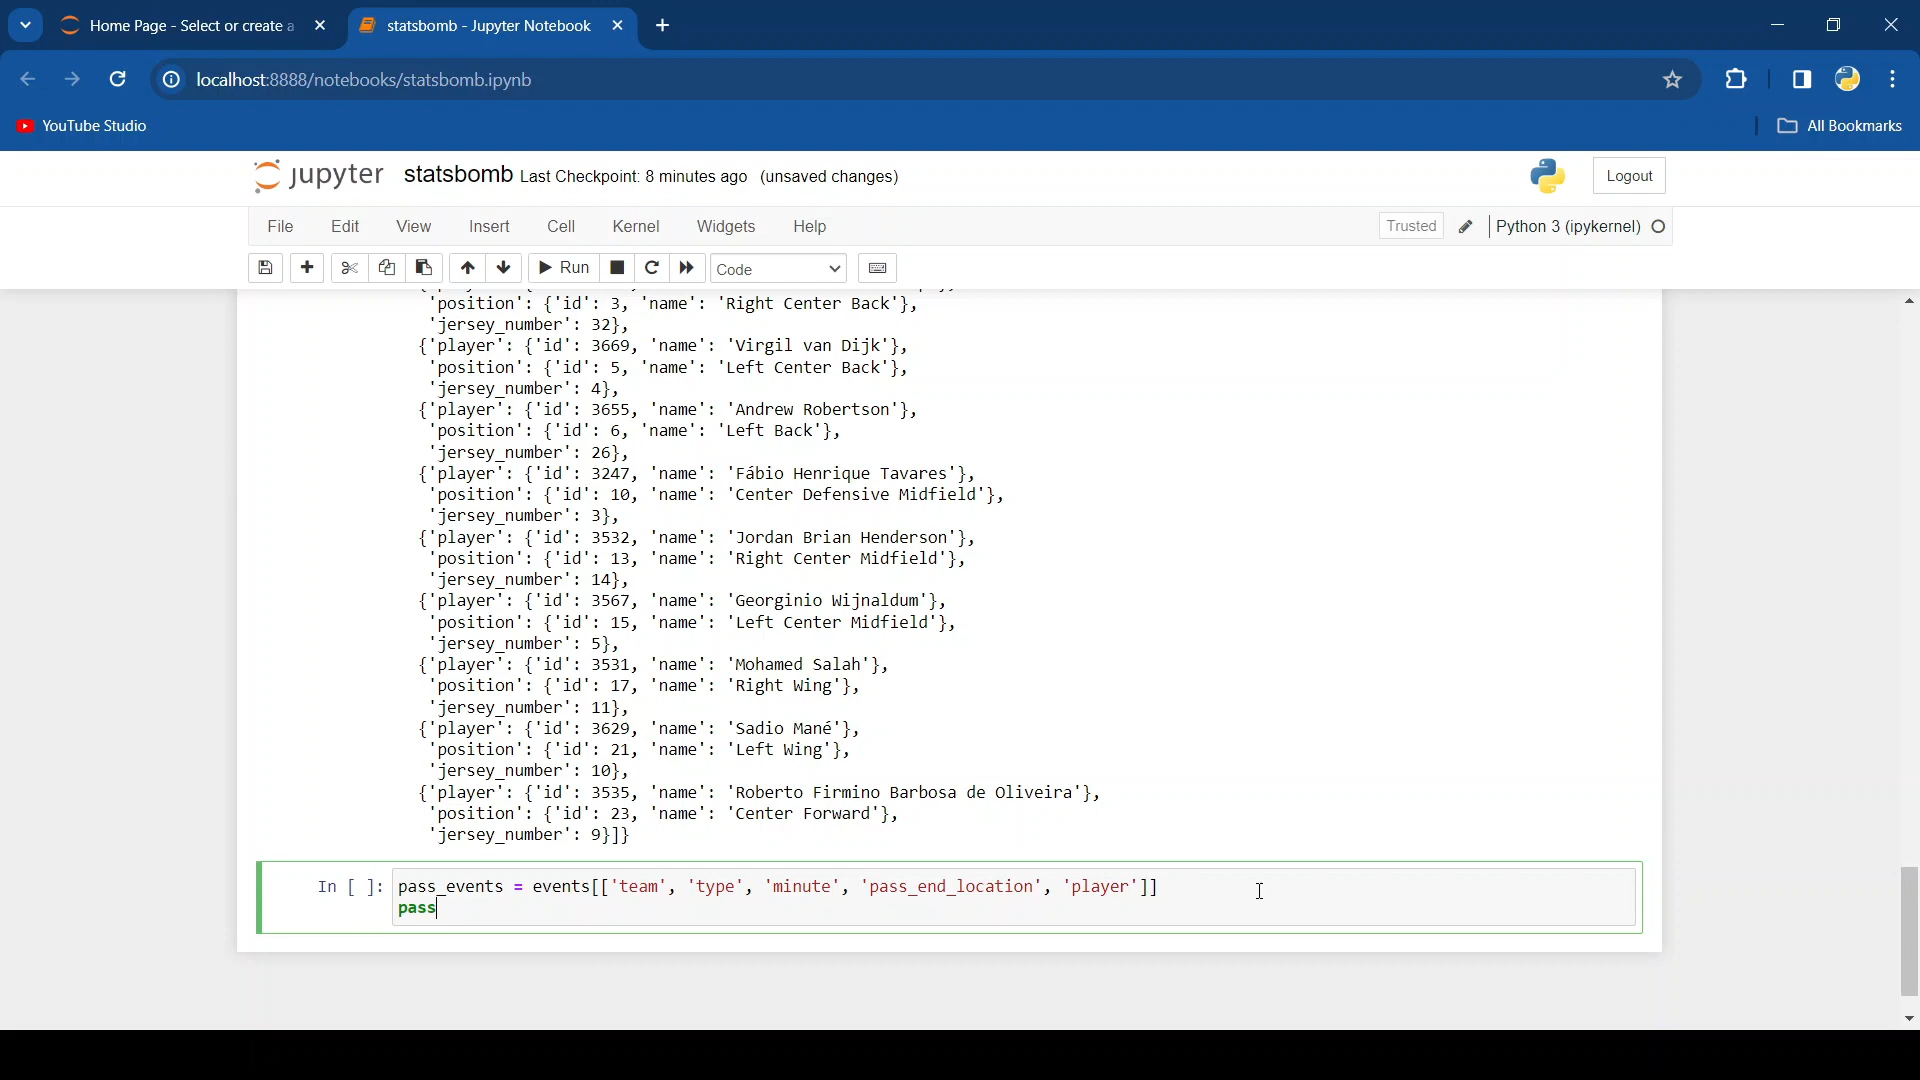 Home Page - Select or create a
statsbomb - Jupyter Notebook
localhost:8888/notebooks/statsbomb.ipynb
YouTube Studio
All Bookmarks
jupyter statsbomb Last Checkpoint: 8 minutes ago (unsaved changes)
Logout
File Edit View Insert Cell Kernel Widgets Help
Trusted Python 3 (ipykernel)
Run Code
'position': {'id': 3, 'name': 'Right Center Back'},
'jersey_number': 32},
{'player': {'id': 3669, 'name': 'Virgil van Dijk'},
'position': {'id': 5, 'name': 'Left Center Back'},
'jersey_number': 4},
{'player': {'id': 3655, 'name': 'Andrew Robertson'},
'position': {'id': 6, 'name': 'Left Back'},
'jersey_number': 26},
{'player': {'id': 3247, 'name': 'Fábio Henrique Tavares'},
'position': {'id': 10, 'name': 'Center Defensive Midfield'},
'jersey_number': 3},
{'player': {'id': 3532, 'name': 'Jordan Brian Henderson'},
'position': {'id': 13, 'name': 'Right Center Midfield'},
'jersey_number': 14},
{'player': {'id': 3567, 'name': 'Georginio Wijnaldum'},
'position': {'id': 15, 'name': 'Left Center Midfield'},
'jersey_number': 5},
{'player': {'id': 3531, 'name': 'Mohamed Salah'},
'position': {'id': 17, 'name': 'Right Wing'},
'jersey_number': 11},
{'player': {'id': 3629, 'name': 'Sadio Mané'},
'position': {'id': 21, 'name': 'Left Wing'},
'jersey_number': 10},
{'player': {'id': 3535, 'name': 'Roberto Firmino Barbosa de Oliveira'},
'position': {'id': 23, 'name': 'Center Forward'},
'jersey_number': 9}]}
In [ ]: pass_events = events[['team', 'type', 'minute', 'pass_end_location', 'player']]
pass